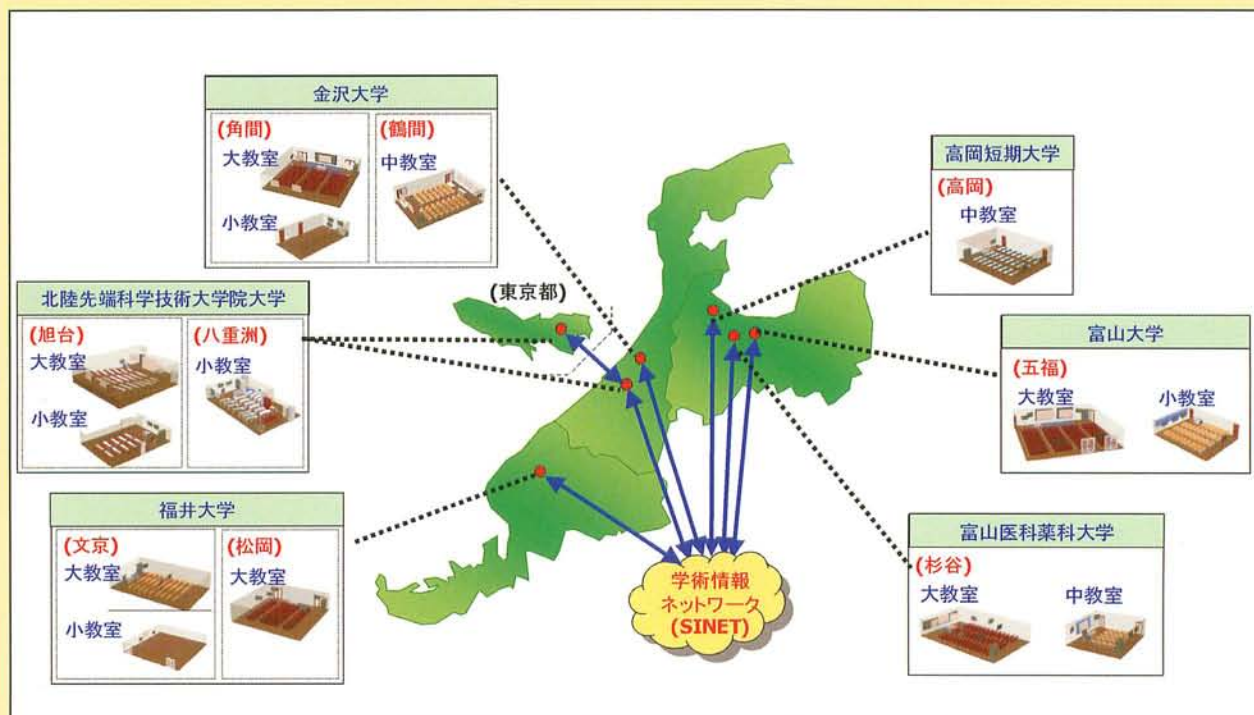 金沢大学
(角間)
大教室
小教室
(鶴間)
中教室
北陸先端科学技術大学院大学
(旭台)
大教室
小教室
(八重洲)
小教室
福井大学
(文京)
大教室
小教室
(松岡)
大教室
(東京都)
高岡短期大学
(高岡)
中教室
富山大学
(五福)
大教室
小教室
富山医科薬科大学
(杉谷)
大教室
中教室
学術情報
ネットワーク
(SINET)